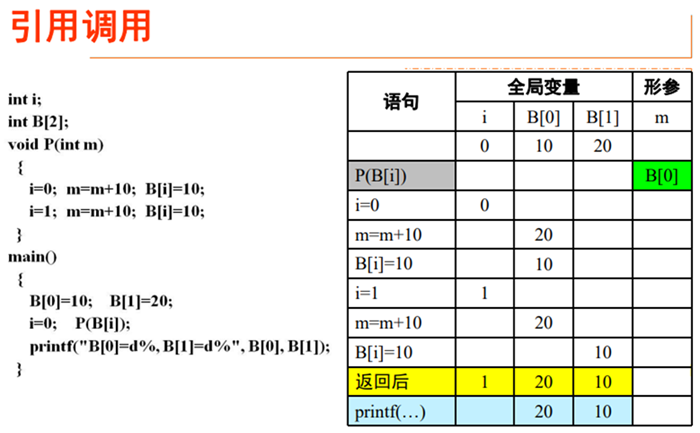 引用调用
int i;
int B[2];
void P(int m)
{
i=0; m=m+10; B[i]=10;
i=1; m=m+10; B[i]=10;
}
main()
{
B[0]=10; B[1]=20;
i=0; P(B[i]);
printf("B[0]=d%, B[1]=d%", B[0], B[1]);
}
语句 全局变量 形参
i B[0] B[1] m
0 10 20
P(B[i]) B[0]
i=0 0
m=m+10 20
B[i]=10 10
i=1 1
m=m+10 20
B[i]=10 10
返回后 1 20 10
printf(…) 20 10